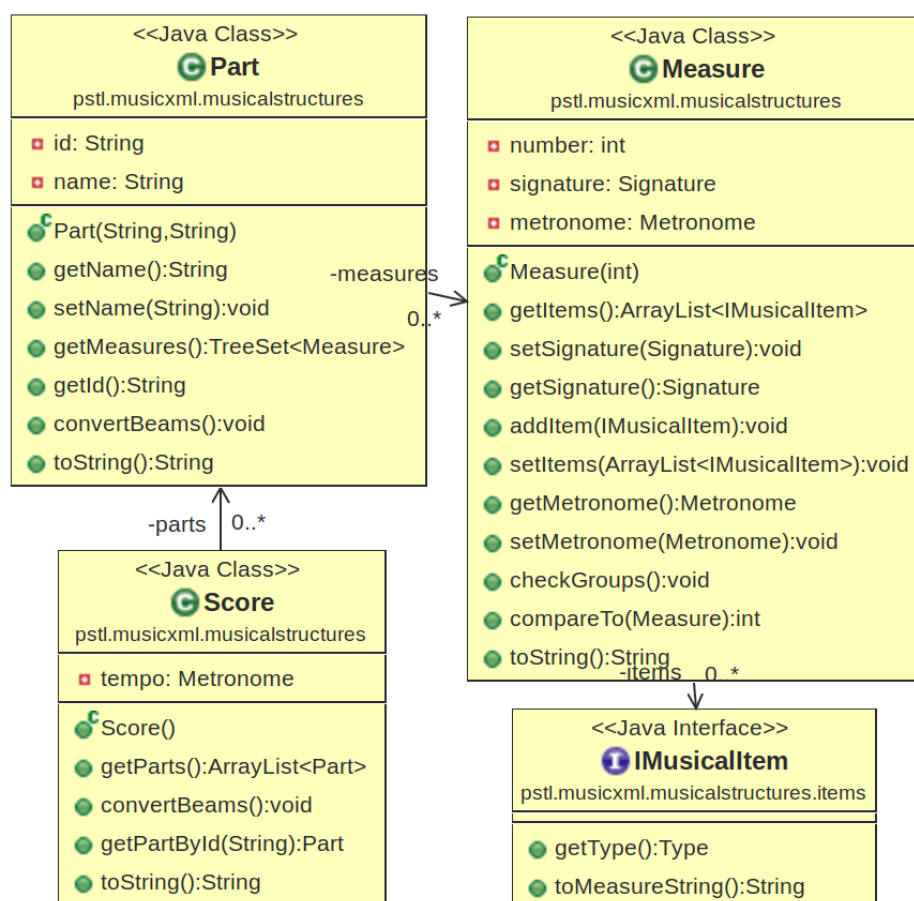 <<Java Class>>
C Part
pstl.musicxml.musicalstructures
id: String
name: String
c Part(String,String)
getName():String
setName(String):void
getMeasures():TreeSet<Measure>
getId():String
convertBeams():void
toString():String
-measures
0..*
<<Java Class>>
C Measure
pstl.musicxml.musicalstructures
number: int
signature: Signature
metronome: Metronome
c Measure(int)
getItems():ArrayList<IMusicalItem>
setSignature(Signature):void
getSignature():Signature
addItem(IMusicalItem):void
setItems(ArrayList<IMusicalItem>):void
getMetronome():Metronome
setMetronome(Metronome):void
checkGroups():void
compareTo(Measure):int
toString():String
-parts 0..*
<<Java Class>>
C Score
pstl.musicxml.musicalstructures
tempo: Metronome
c Score()
getParts():ArrayList<Part>
convertBeams():void
getPartById(String):Part
toString():String
-items 0..*
<<Java Interface>>
I IMusicalItem
pstl.musicxml.musicalstructures.items
getType():Type
toMeasureString():String